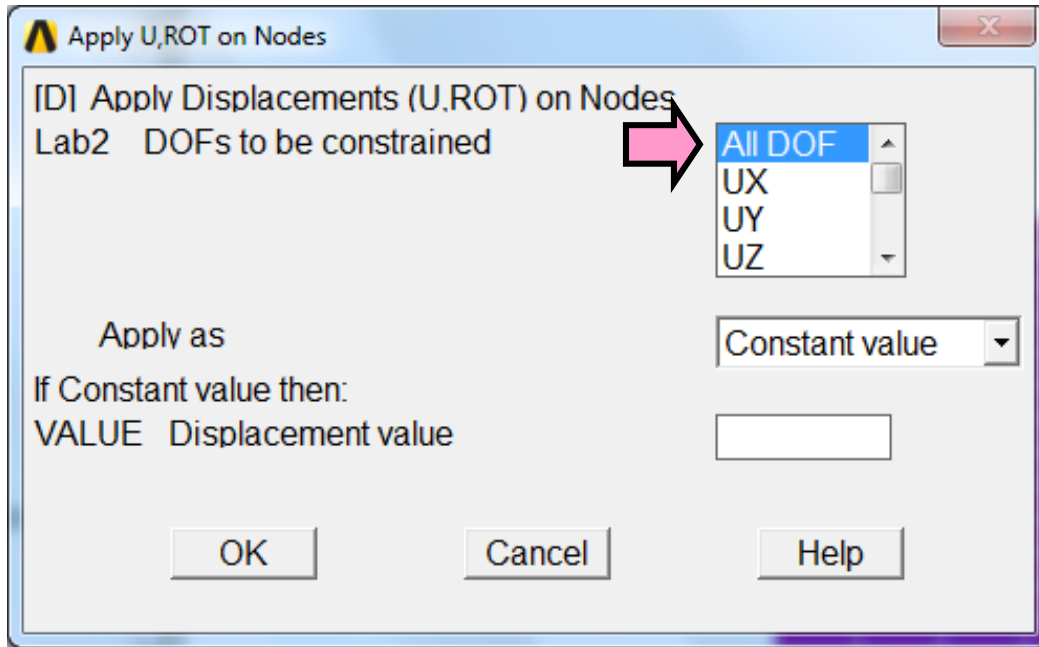 Apply U,ROT on Nodes
[D] Apply Displacements (U,ROT) on Nodes
Lab2 DOFs to be constrained
All DOF
UX
UY
UZ
Apply as
Constant value
If Constant value then:
VALUE Displacement value
OK
Cancel
Help